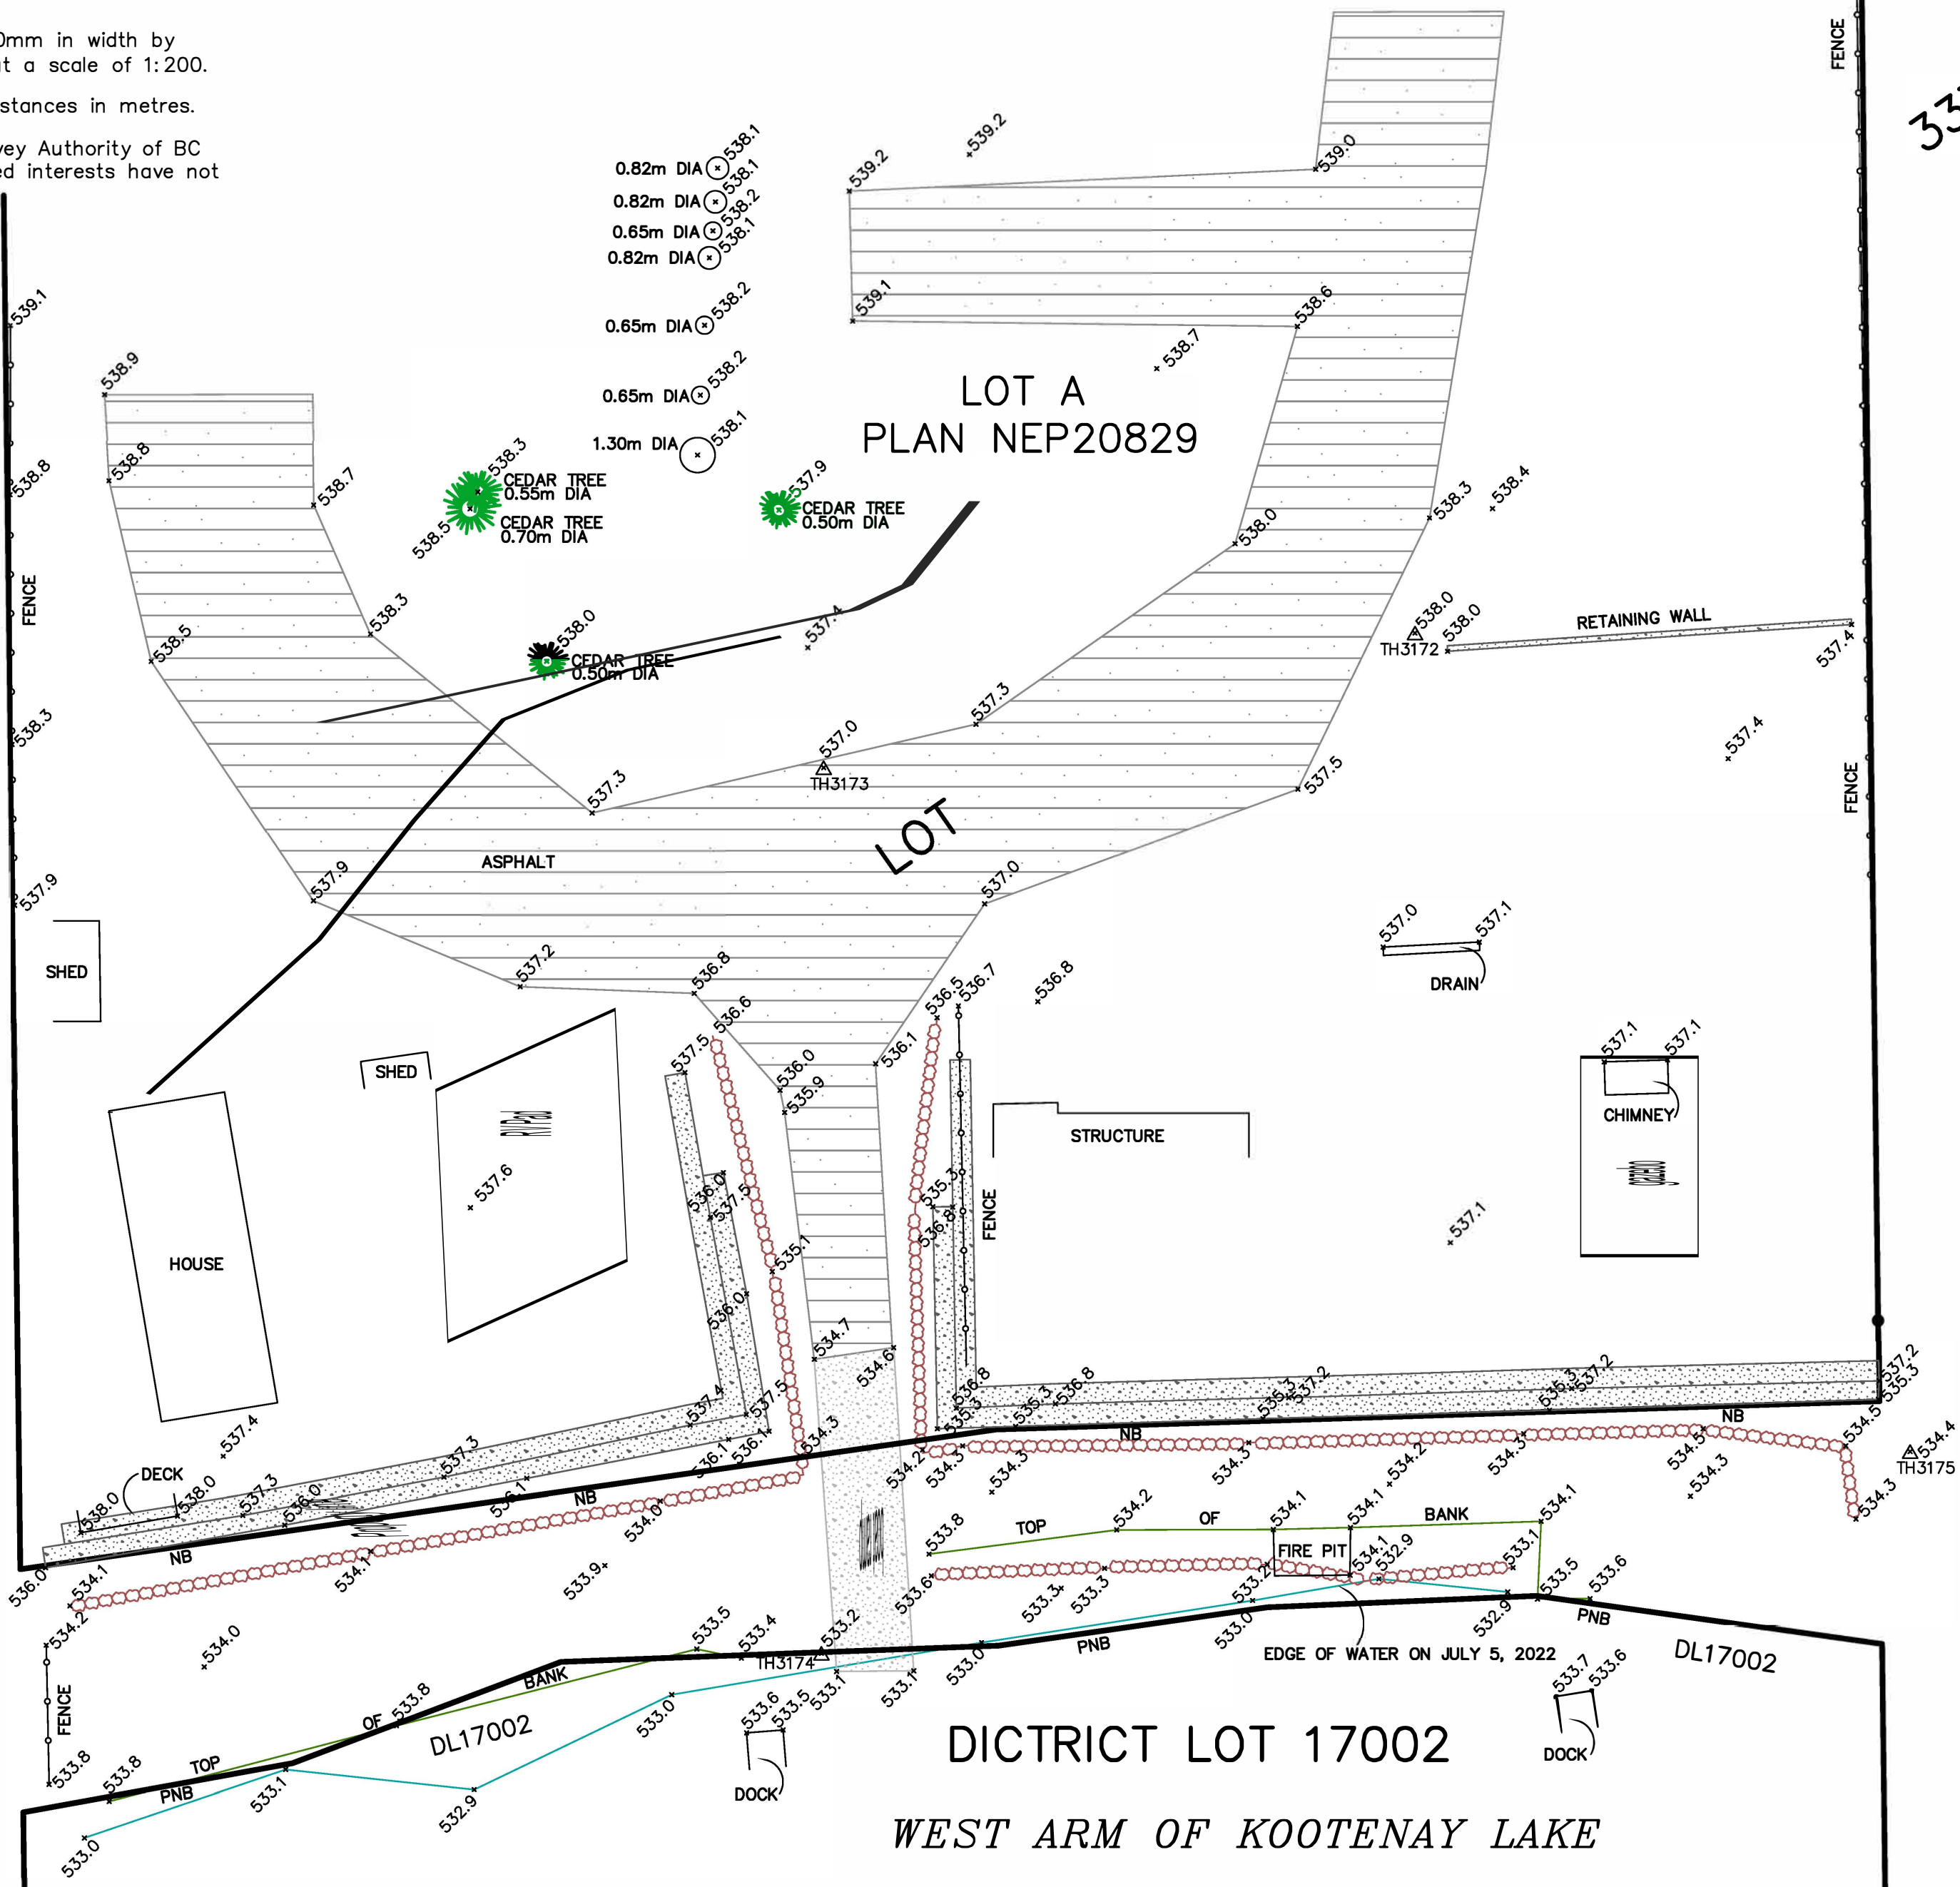 0mm in width by
at a scale of 1:200.
stances in metres.
vey Authority of BC
ed interests have not
FENCE
33
0.82m DIA 538.1
0.82m DIA 538.1
0.65m DIA 538.2
0.82m DIA 538.1
0.65m DIA 538.2
0.65m DIA 538.2
1.30m DIA 538.1
539.2
539.2
539.0
539.1
538.6
538.7
539.1
538.9
538.8
538.8
538.7
LOT A
PLAN NEP20829
538.3
CEDAR TREE
0.55m DIA
CEDAR TREE
0.70m DIA
538.5
537.9
CEDAR TREE
0.50m DIA
538.0
538.3
538.4
FENCE
538.3
538.5
538.0
CEDAR TREE
0.50m DIA
537.4
538.0
TH3172
538.0
RETAINING WALL
537.4
538.3
537.3
537.0
TH3173
537.3
537.5
537.4
FENCE
LOT
ASPHALT
537.9
537.9
537.0
537.0
537.1
DRAIN
SHED
537.2
536.8
536.6
536.5
536.7
536.8
SHED
537.5
536.0
535.9
536.1
537.1
537.1
CHIMNEY
STRUCTURE
537.6
536.0
537.5
535.3
536.8
FENCE
537.1
HOUSE
535.1
536.0
534.7
534.6
537.4
537.5
536.8
535.3
535.3
536.8
535.3
537.2
535.3
537.2
537.2
535.3
537.4
537.3
536.1
536.1
534.3
NB
NB
534.5
534.4
TH3175
DECK
538.0
538.0
537.3
536.0
536.1
NB
534.0
534.2
534.3
534.3
534.3
534.2
534.3
534.5
534.3
534.3
NB
536.0
534.1
534.1
533.9
533.8
TOP
534.2
OF
534.1
534.1
BANK
534.1
FIRE PIT
534.1
532.9
533.1
533.6
533.3
533.3
533.2
533.0
532.9
533.5
533.6
PNB
534.2
534.0
533.5
533.4
TH3174
533.2
533.0
PNB
EDGE OF WATER ON JULY 5, 2022
DL17002
FENCE
533.8
533.8
TOP
OF
533.8
BANK
DL17002
533.0
533.1
533.1
533.6
533.5
DOCK
533.7
533.6
DOCK
PNB
533.1
532.9
533.0
DICTRICT LOT 17002
WEST ARM OF KOOTENAY LAKE